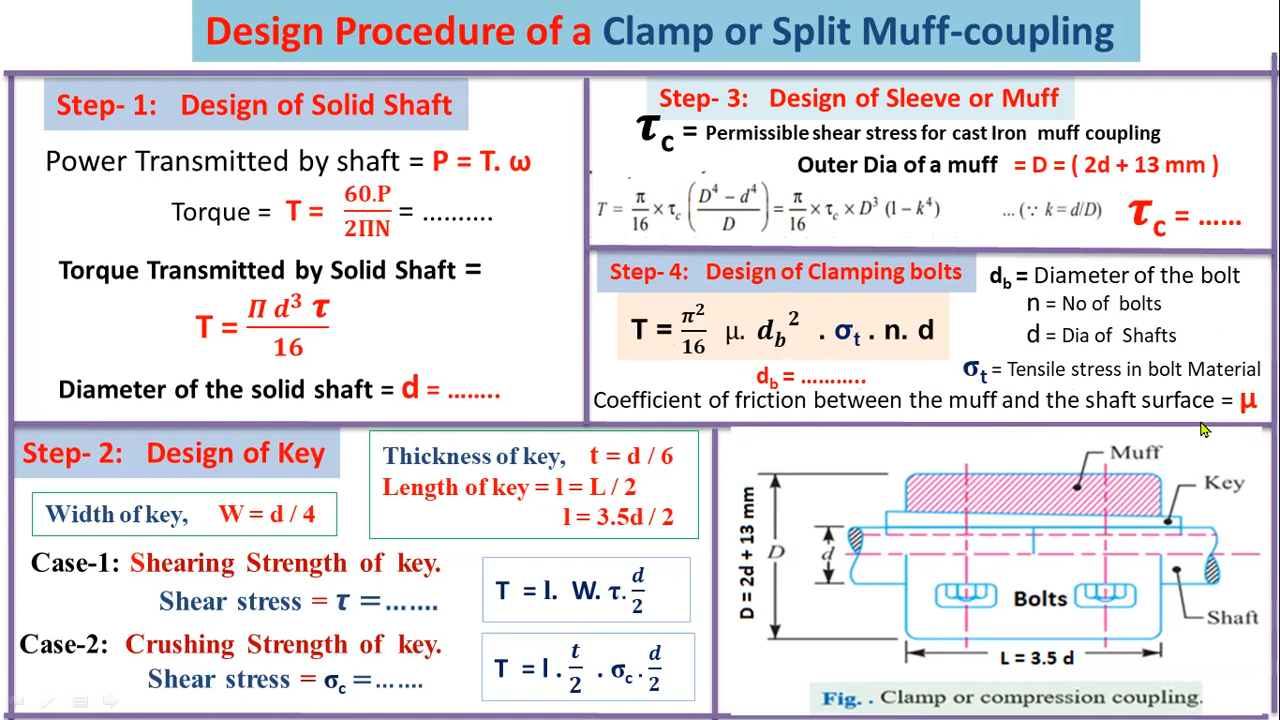 Design Procedure of a Clamp or Split Muff-coupling
Step- 1: Design of Solid Shaft
Power Transmitted by shaft = P = T. ω
Torque = T = 60.P / 2ΠN = ..........
Torque Transmitted by Solid Shaft =
T = Π d³ τ / 16
Diameter of the solid shaft = d = ........
Step- 2: Design of Key
Width of key, W = d / 4
Thickness of key, t = d / 6
Length of key = l = L / 2
l = 3.5d / 2
Case-1: Shearing Strength of key.
Shear stress = τ = .......
T = l. W. τ. d/2
Case-2: Crushing Strength of key.
Shear stress = σc = .......
T = l . t/2 . σc . d/2
Step- 3: Design of Sleeve or Muff
τc = Permissible shear stress for cast Iron muff coupling
Outer Dia of a muff = D = ( 2d + 13 mm )
T = π/16 × τc ( D⁴ − d⁴ / D ) = π/16 × τc × D³ (1 − k⁴) ... (∵ k = d/D) τc = ......
Step- 4: Design of Clamping bolts
db = Diameter of the bolt
n = No of bolts
d = Dia of Shafts
T = π²/16 μ. db² . σt . n. d
σt = Tensile stress in bolt Material
db = ...........
Coefficient of friction between the muff and the shaft surface = μ
Muff
Key
D = 2d + 13 mm
D
d
Bolts
Shaft
L = 3.5 d
Fig. . Clamp or compression coupling.